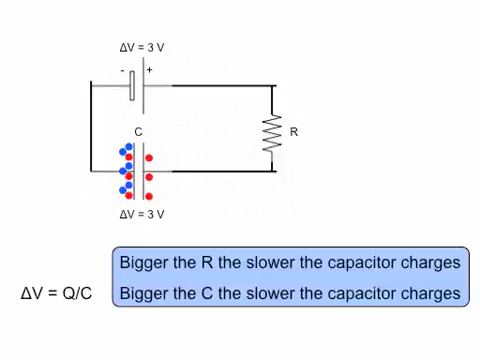 ΔV = 3 V
- +
C
R
ΔV = 3 V
Bigger the R the slower the capacitor charges
ΔV = Q/C
Bigger the C the slower the capacitor charges